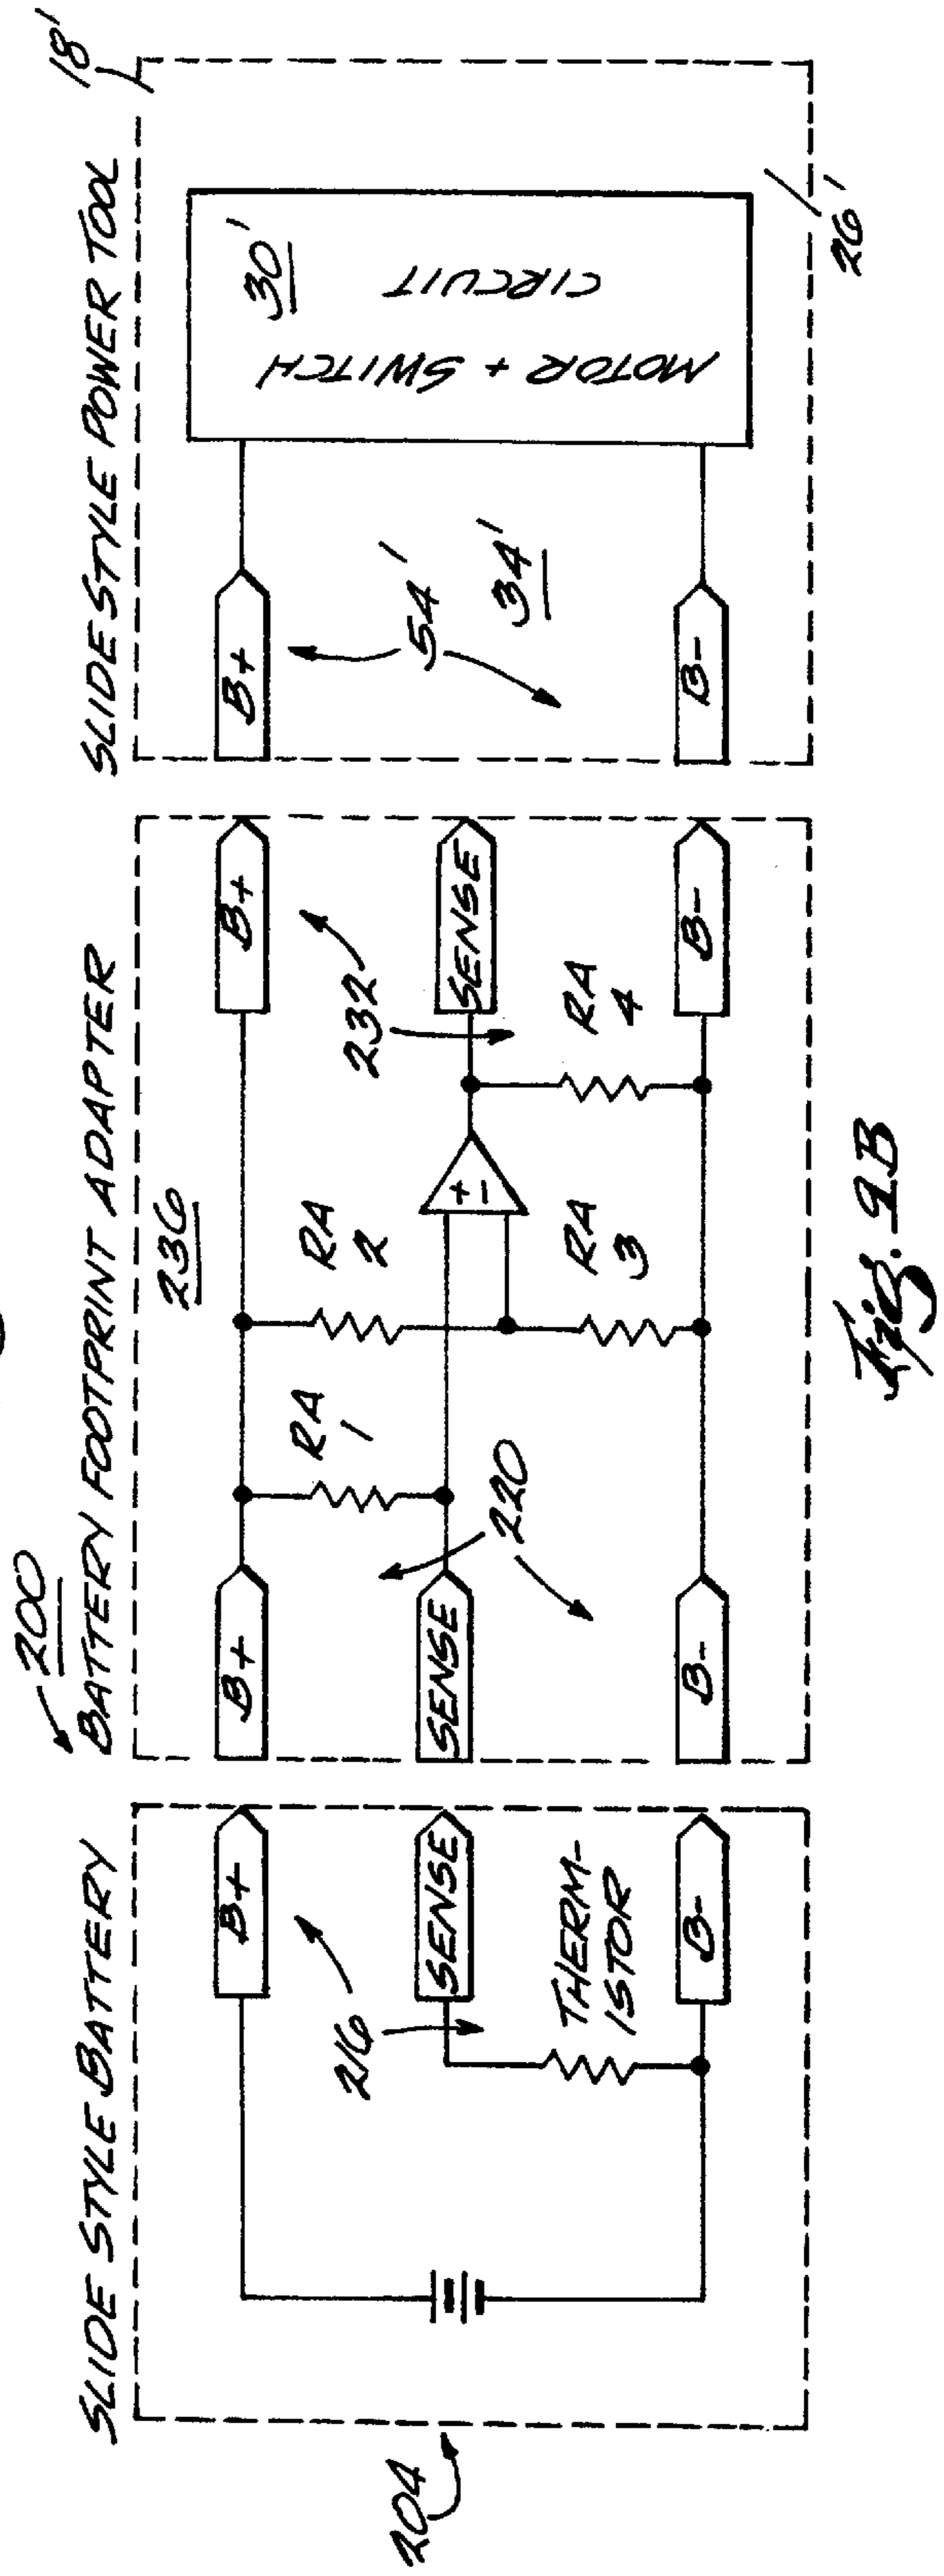 200
SLIDE STYLE BATTERY
B+
SENSE
B-
THERM-
ISTOR
216
204
BATTERY FOOTPRINT ADAPTER
236
B+
SENSE
B-
220
RA
1
RA
2
RA
3
RA
4
+
-
232
B+
SENSE
B-
SLIDE STYLE POWER TOOL
18'
B+
B-
54'
34'
30'
MOTOR + SWITCH
CIRCUIT
26'
Fig. 9B